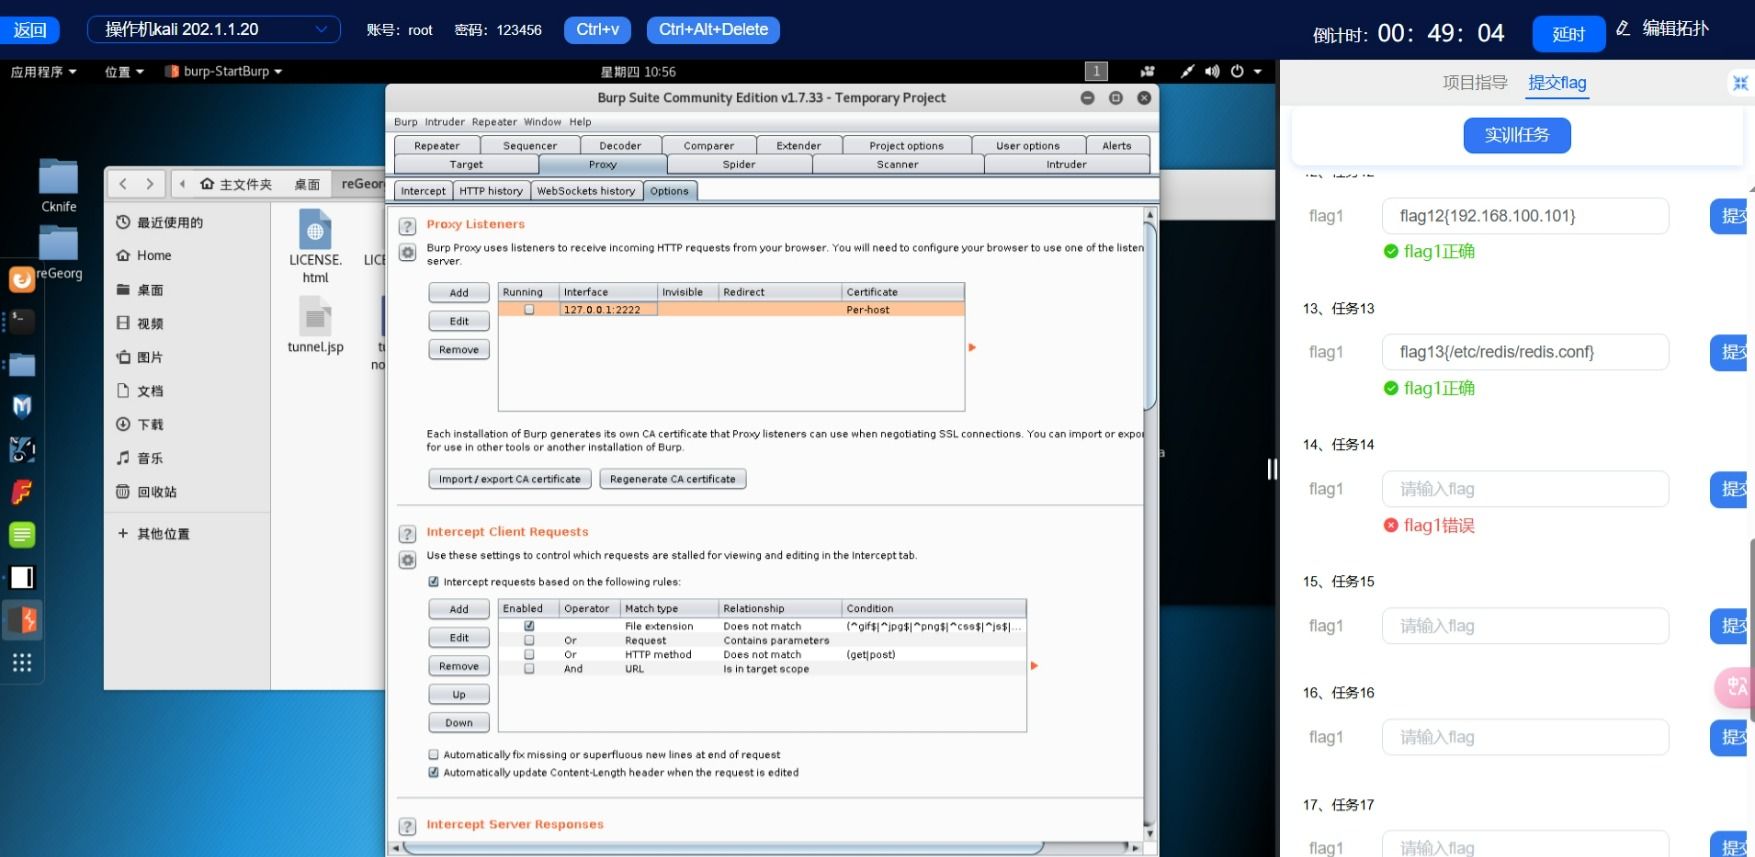 返回
操作机kali 202.1.1.20
账号：root
密码：123456
Ctrl+v
Ctrl+Alt+Delete
倒计时：00：49：04
延时
编辑拓扑
应用程序
位置
burp-StartBurp
星期四 10:56
1
Cknife
reGeorg
主文件夹
桌面
reGeor
最近使用的
Home
桌面
视频
图片
文档
下载
音乐
回收站
+ 其他位置
LICENSE.
html
LICE
tunnel.jsp
no
Burp Suite Community Edition v1.7.33 - Temporary Project
Burp Intruder Repeater Window Help
Repeater Sequencer Decoder Comparer Extender Project options User options Alerts
Target Proxy Spider Scanner Intruder
Intercept HTTP history WebSockets history Options
Proxy Listeners
Burp Proxy uses listeners to receive incoming HTTP requests from your browser. You will need to configure your browser to use one of the listen
server.
Add
Edit
Remove
Running Interface Invisible Redirect Certificate
127.0.0.1:2222 Per-host
Each installation of Burp generates its own CA certificate that Proxy listeners can use when negotiating SSL connections. You can import or expor
for use in other tools or another installation of Burp.
Import / export CA certificate
Regenerate CA certificate
Intercept Client Requests
Use these settings to control which requests are stalled for viewing and editing in the Intercept tab.
Intercept requests based on the following rules:
Add
Edit
Remove
Up
Down
Enabled Operator Match type Relationship Condition
File extension Does not match (^gif$|^jpg$|^png$|^css$|^js$|...
Or Request Contains parameters
Or HTTP method Does not match (get|post)
And URL Is in target scope
Automatically fix missing or superfluous new lines at end of request
Automatically update Content-Length header when the request is edited
Intercept Server Responses
项目指导
提交flag
实训任务
flag1
flag12{192.168.100.101}
提交
flag1正确
13、任务13
flag1
flag13{/etc/redis/redis.conf}
提交
flag1正确
14、任务14
flag1
请输入flag
提交
flag1错误
15、任务15
flag1
请输入flag
提交
16、任务16
flag1
请输入flag
提交
17、任务17
flag1
请输入flag
提交